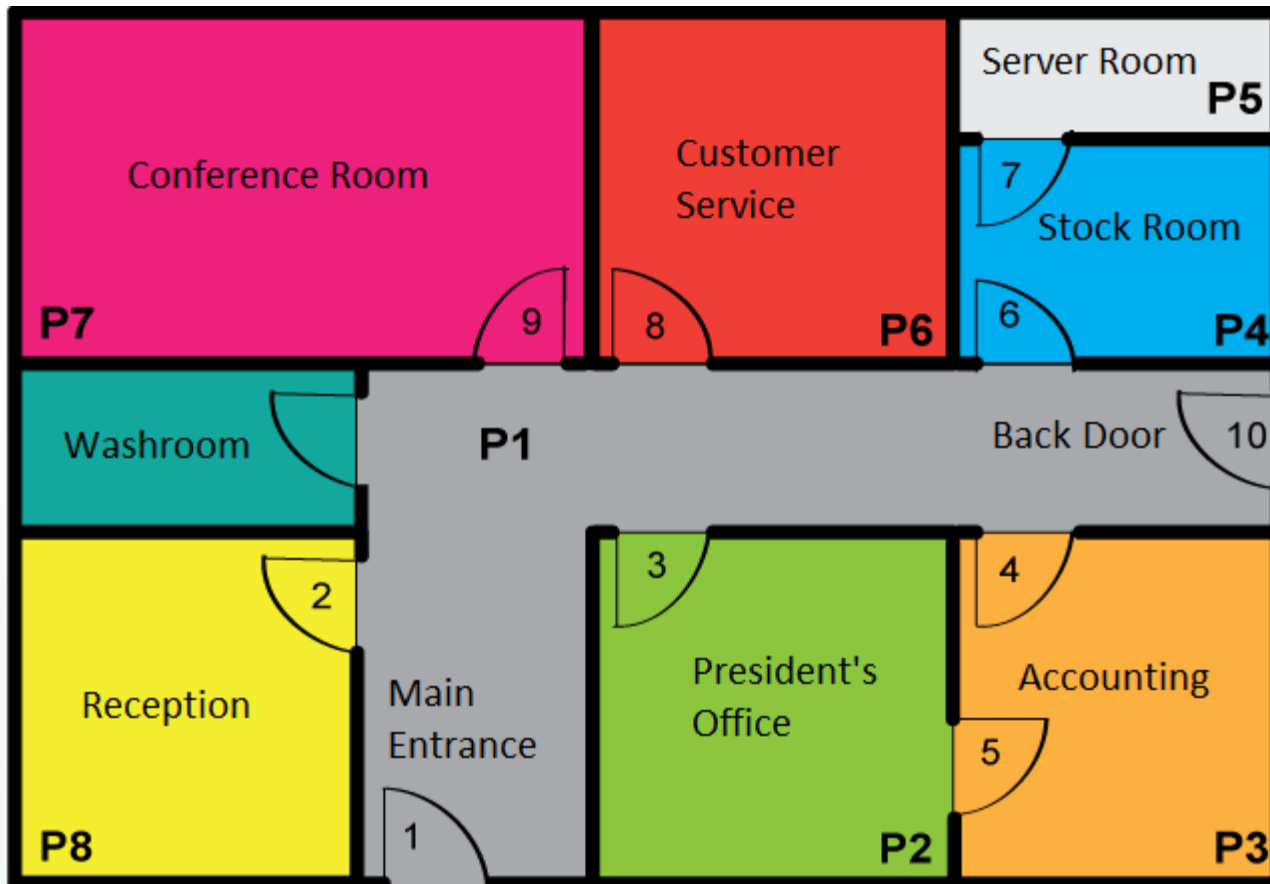 Server Room
P5
Customer
Service
Conference Room
7
Stock Room
P7
9
8
P6
6
P4
Washroom
P1
Back Door
10
2
3
4
Reception
Main
Entrance
President's
Office
Accounting
5
P8
1
P2
P3